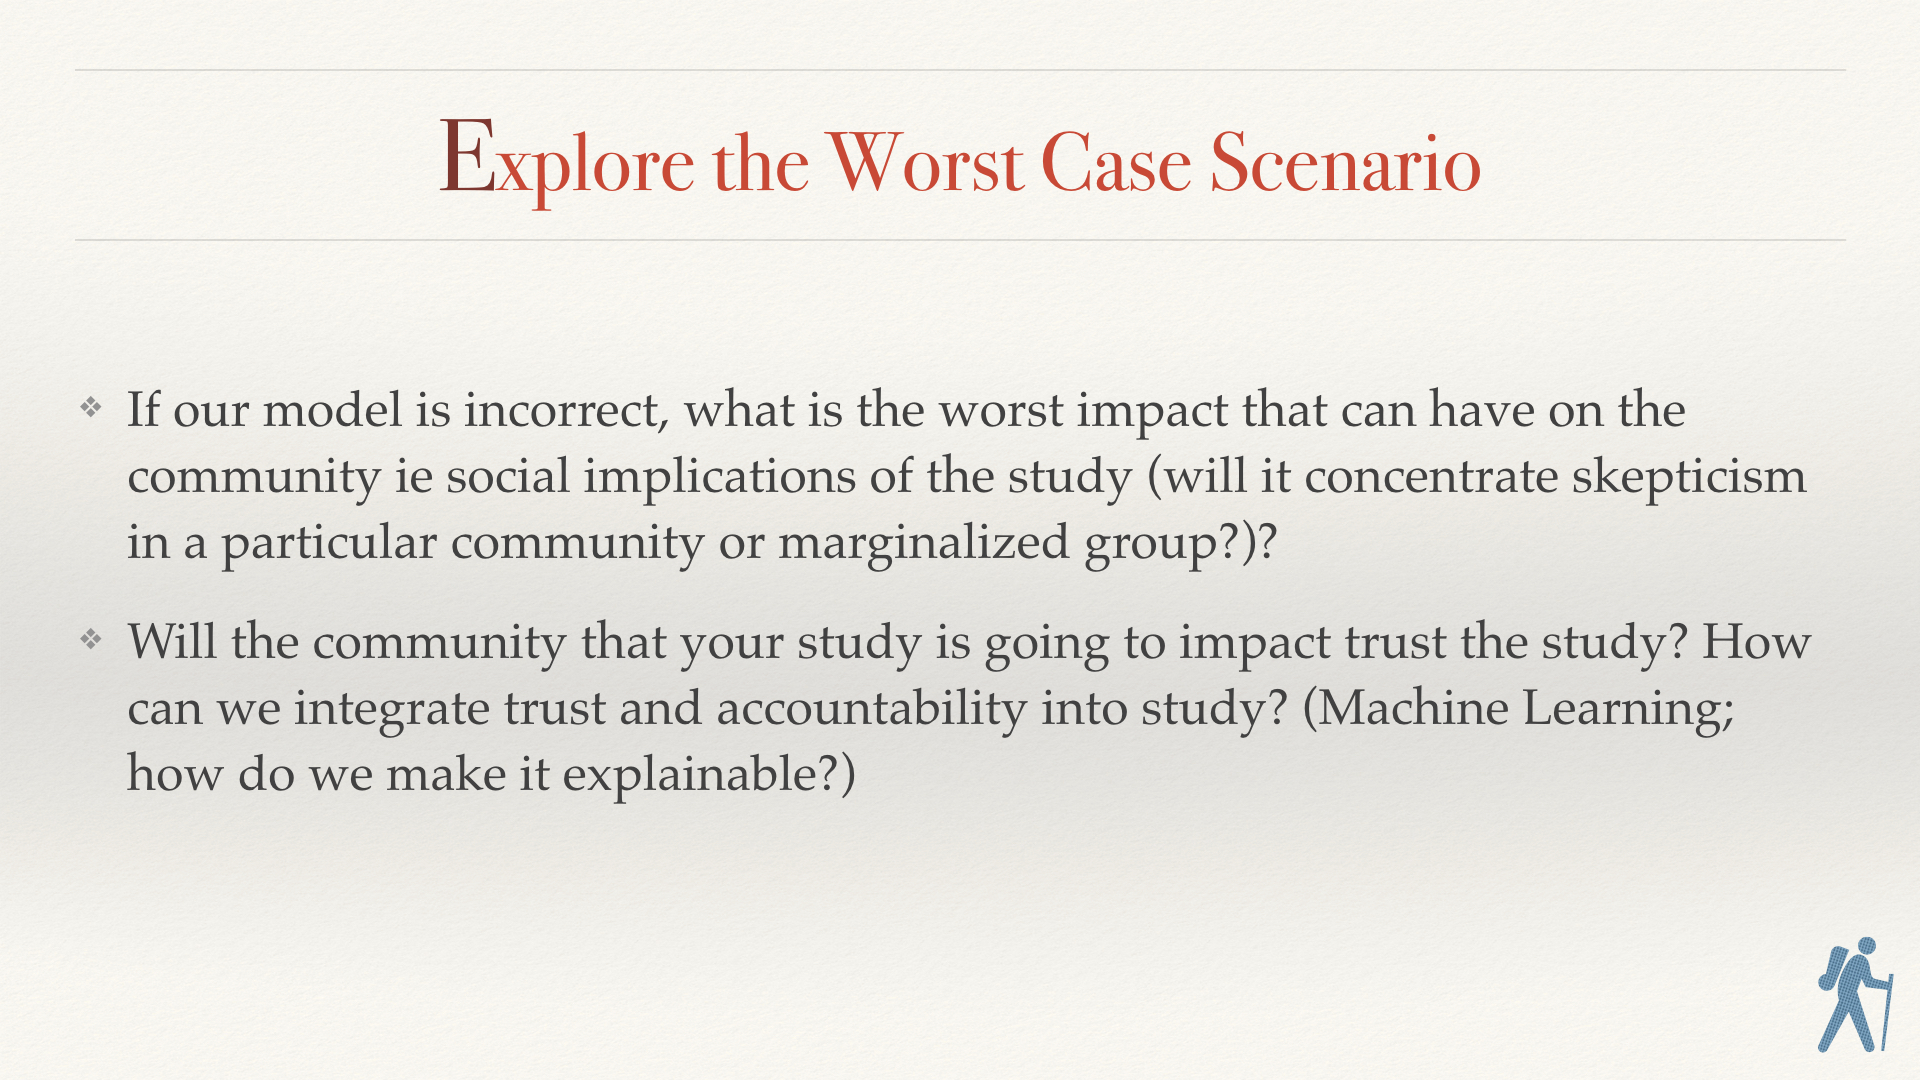 Explore the Worst Case Scenario
❖ If our model is incorrect, what is the worst impact that can have on the
community ie social implications of the study (will it concentrate skepticism
in a particular community or marginalized group?)?
❖ Will the community that your study is going to impact trust the study? How
can we integrate trust and accountability into study? (Machine Learning;
how do we make it explainable?)